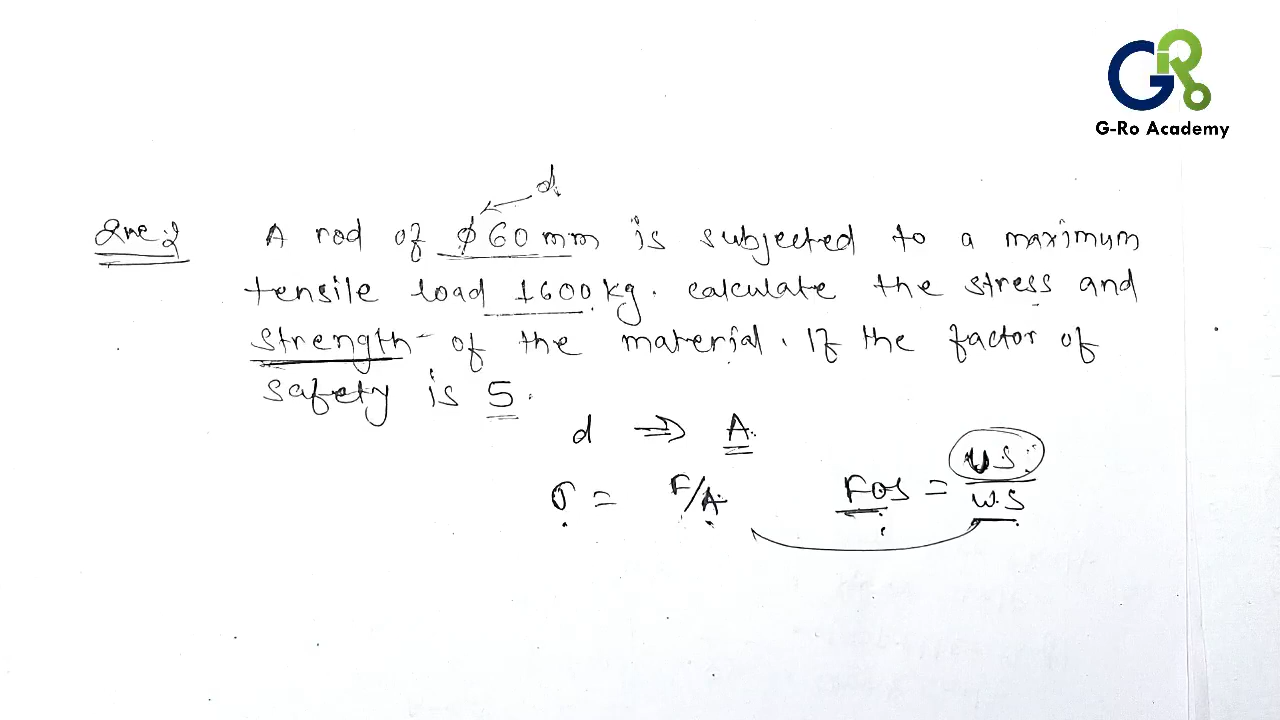 GR
G-Ro Academy
d
Que:2 A rod of ϕ60 mm is subjected to a maximum
tensile load 1600 kg. calculate the stress and
strength of the material. If the factor of
safety is 5.
d ⇒ A.
σ = F/A FOS = U.S. / W.S